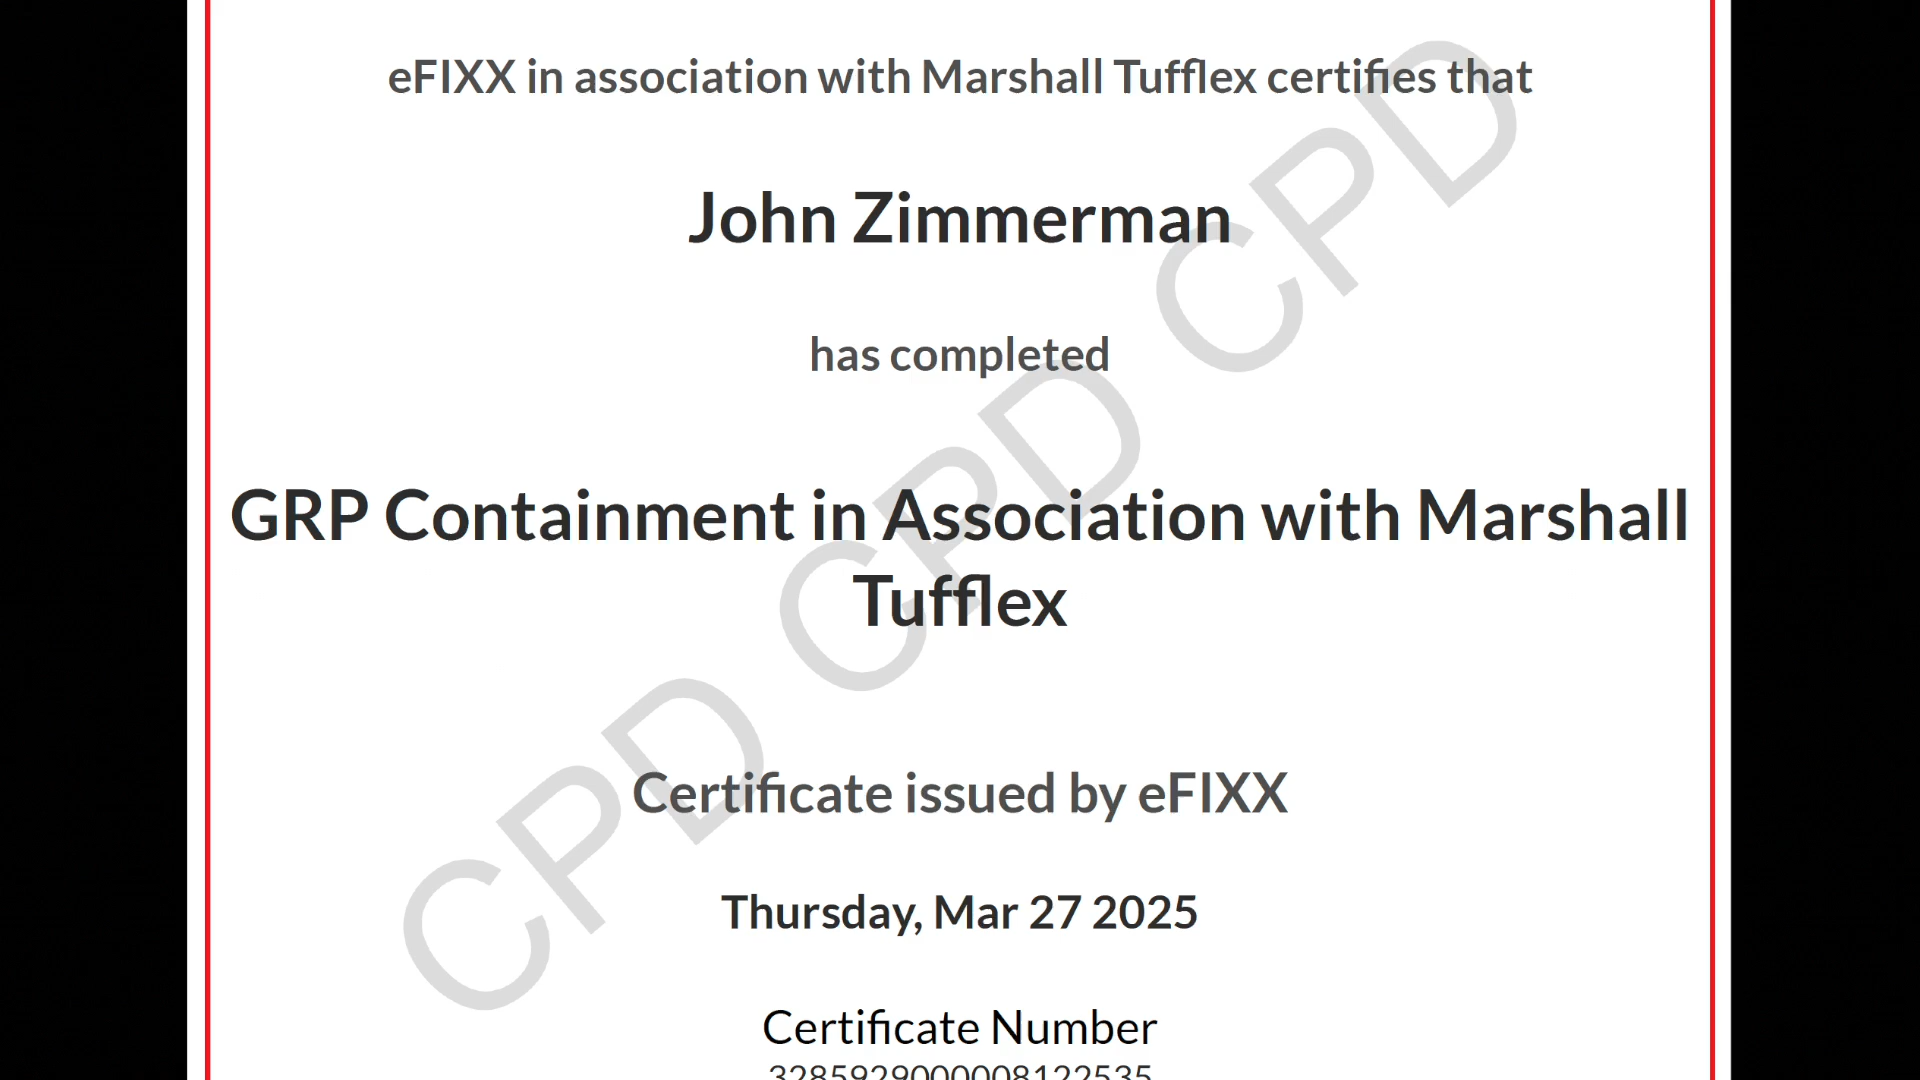 eFIXX in association with Marshall Tufflex certifies that
John Zimmerman
has completed
GRP Containment in Association with Marshall
Tufflex
Certificate issued by eFIXX
Thursday, Mar 27 2025
Certificate Number
3285929000008122535
CPD CPD CPD